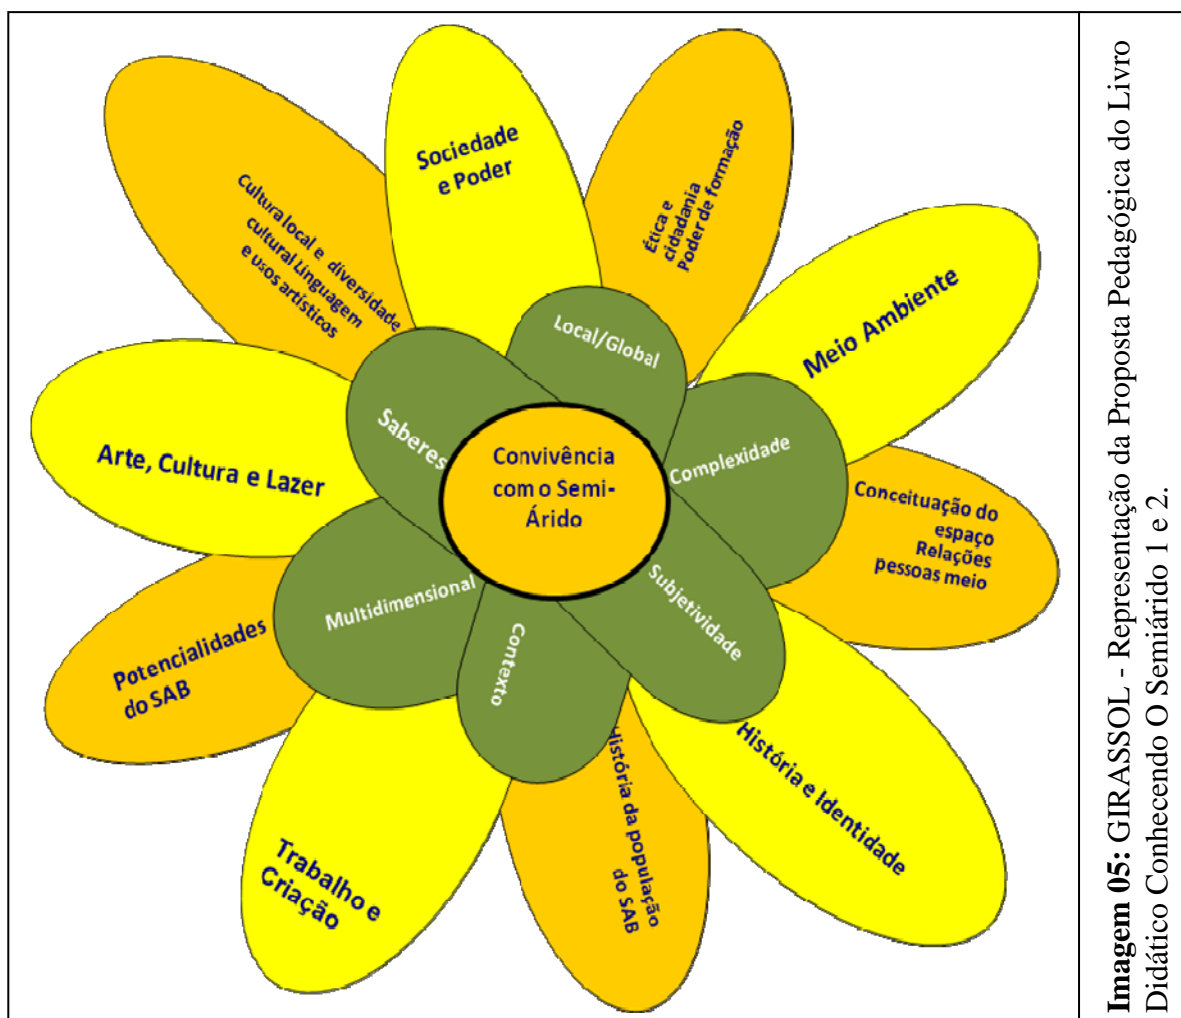 Sociedade
e Poder
Ética e
cidadania
Poder de formação
Cultura local e diversidade
cultural Linguagem
e usos artísticos
Meio Ambiente
Local/Global
Saberes
Complexidade
Convivência
com o Semi-
Árido
Arte, Cultura e Lazer
Conceituação do
espaço
Relações
pessoas meio
Multidimensional
Subjetividade
Contexto
Potencialidades
do SAB
História e Identidade
História da população
do SAB
Trabalho e
Criação
Imagem 05: GIRASSOL - Representação da Proposta Pedagógica do Livro
Didático Conhecendo O Semiárido 1 e 2.